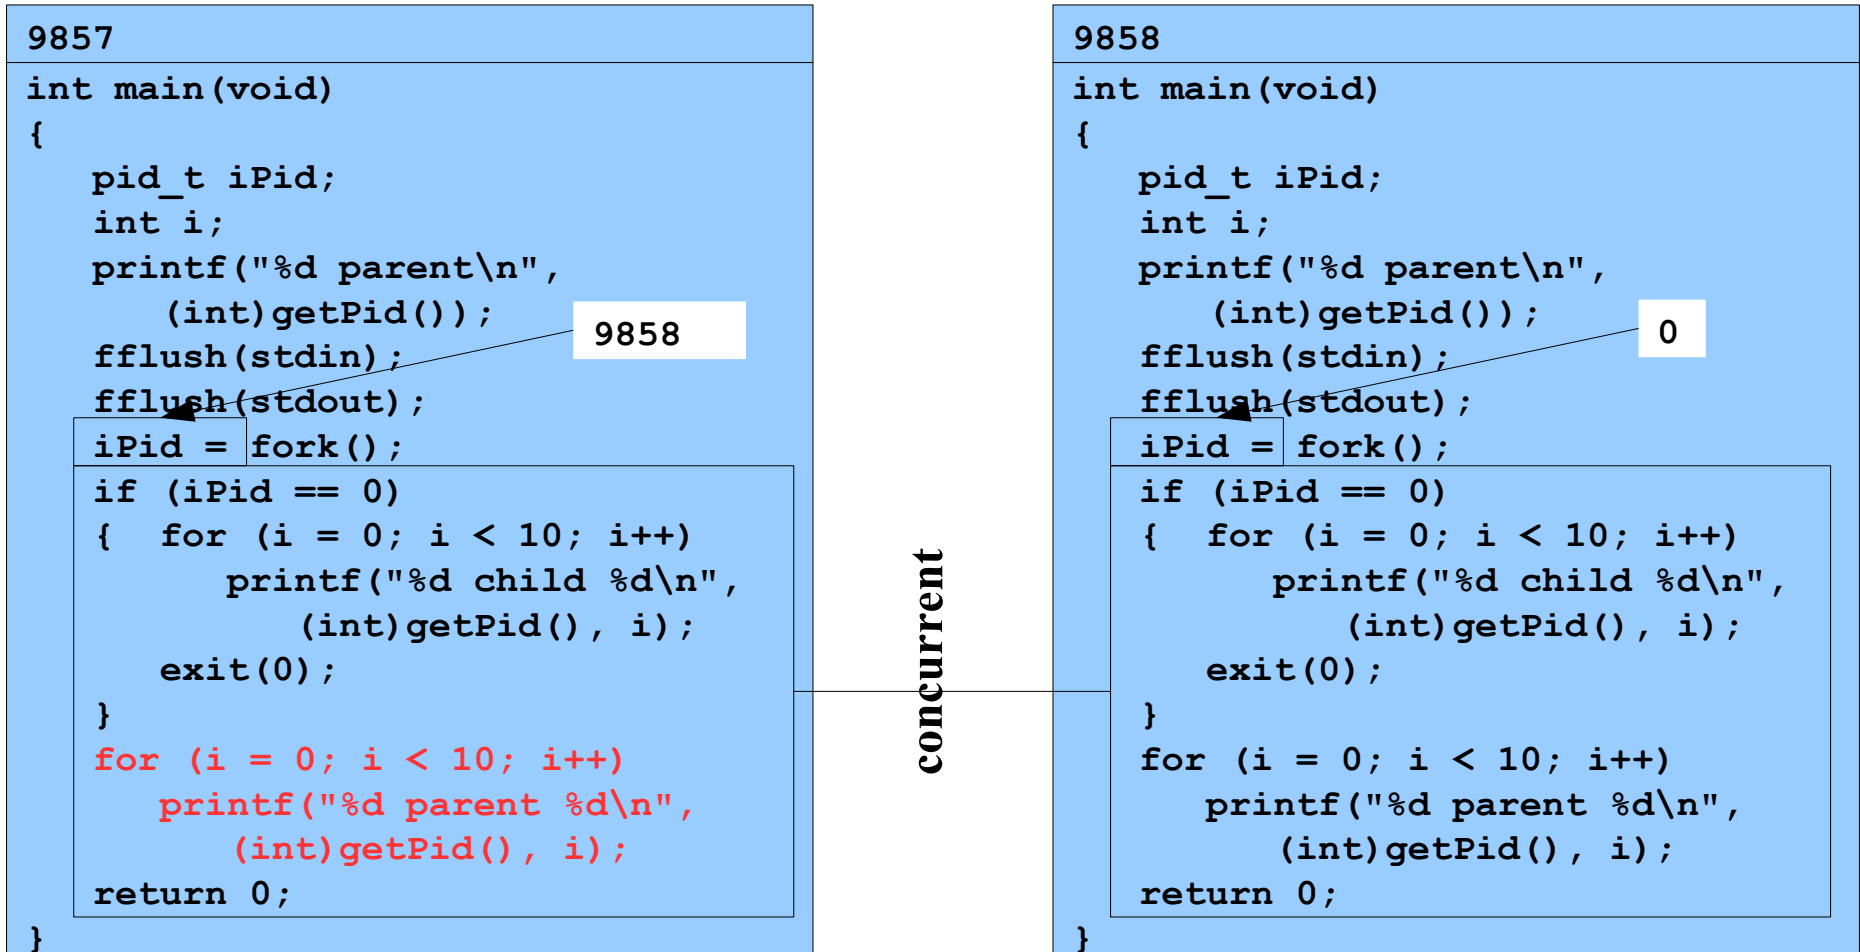 9857
int main(void)
{
pid_t iPid;
int i;
printf("%d parent\n",
(int)getPid());
9858
fflush(stdin);
fflush(stdout);
iPid = fork();
if (iPid == 0)
{ for (i = 0; i < 10; i++)
printf("%d child %d\n",
(int)getPid(), i);
exit(0);
}
for (i = 0; i < 10; i++)
printf("%d parent %d\n",
(int)getPid(), i);
return 0;
}
concurrent
9858
int main(void)
{
pid_t iPid;
int i;
printf("%d parent\n",
(int)getPid());
0
fflush(stdin);
fflush(stdout);
iPid = fork();
if (iPid == 0)
{ for (i = 0; i < 10; i++)
printf("%d child %d\n",
(int)getPid(), i);
exit(0);
}
for (i = 0; i < 10; i++)
printf("%d parent %d\n",
(int)getPid(), i);
return 0;
}